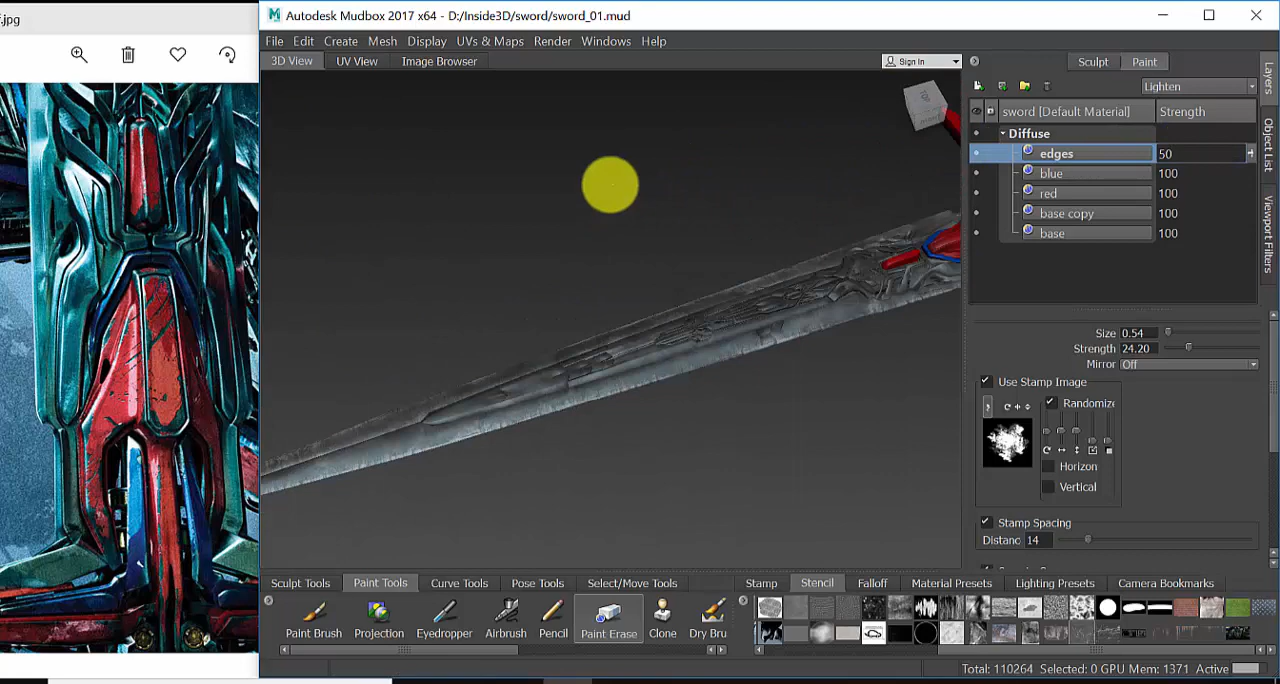 .jpg
Autodesk Mudbox 2017 x64 - D:/Inside3D/sword/sword_01.mud
File Edit Create Mesh Display UVs & Maps Render Windows Help
3D View UV View Image Browser Sign In
Sculpt Paint
Lighten
sword [Default Material] Strength
Diffuse
edges 50
blue 100
red 100
base copy 100
base 100
Layers
Object List
Viewport Filters
Size 0.54
Strength 24.20
Mirror Off
Use Stamp Image
Randomize
Horizon
Vertical
Stamp Spacing
Distanc 14
Sculpt Tools Paint Tools Curve Tools Pose Tools Select/Move Tools Stamp Stencil Falloff Material Presets Lighting Presets Camera Bookmarks
Paint Brush Projection Eyedropper Airbrush Pencil Paint Erase Clone Dry Bru
Total: 110264 Selected: 0 GPU Mem: 1371 Active